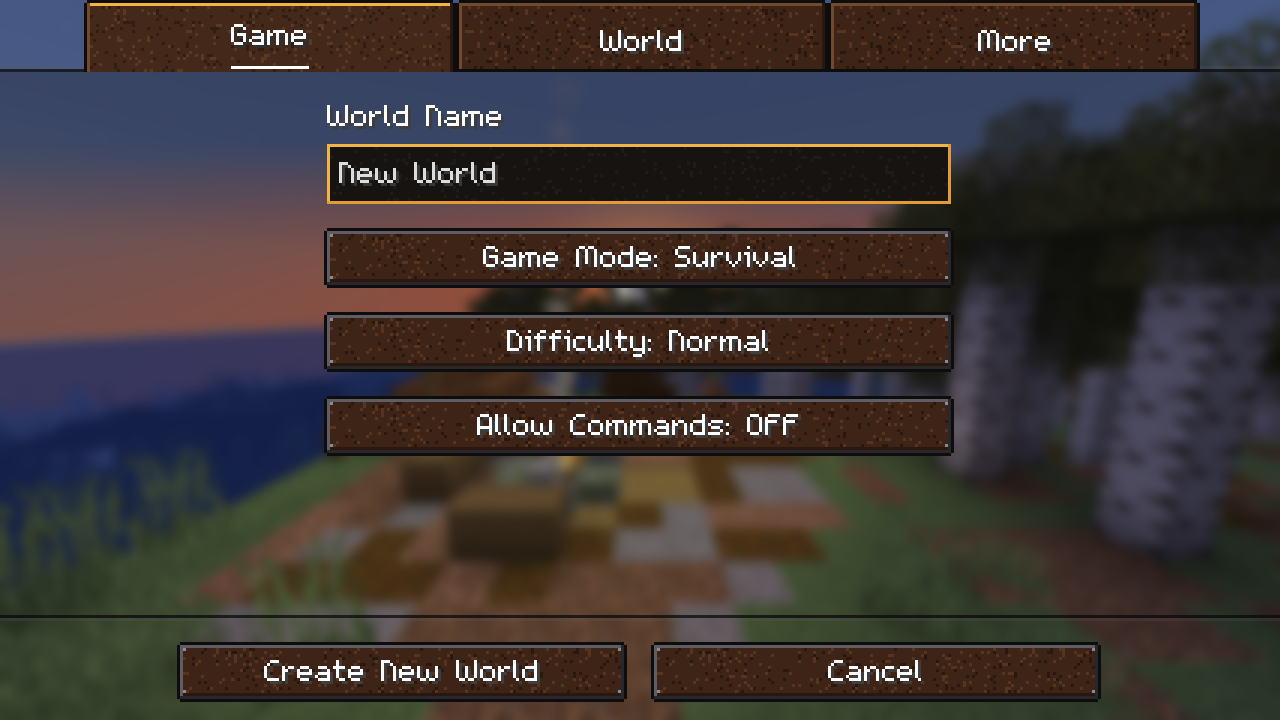 Game
World
More
World Name
New World
Game Mode: Survival
Difficulty: Normal
Allow Commands: OFF
Create New World
Cancel